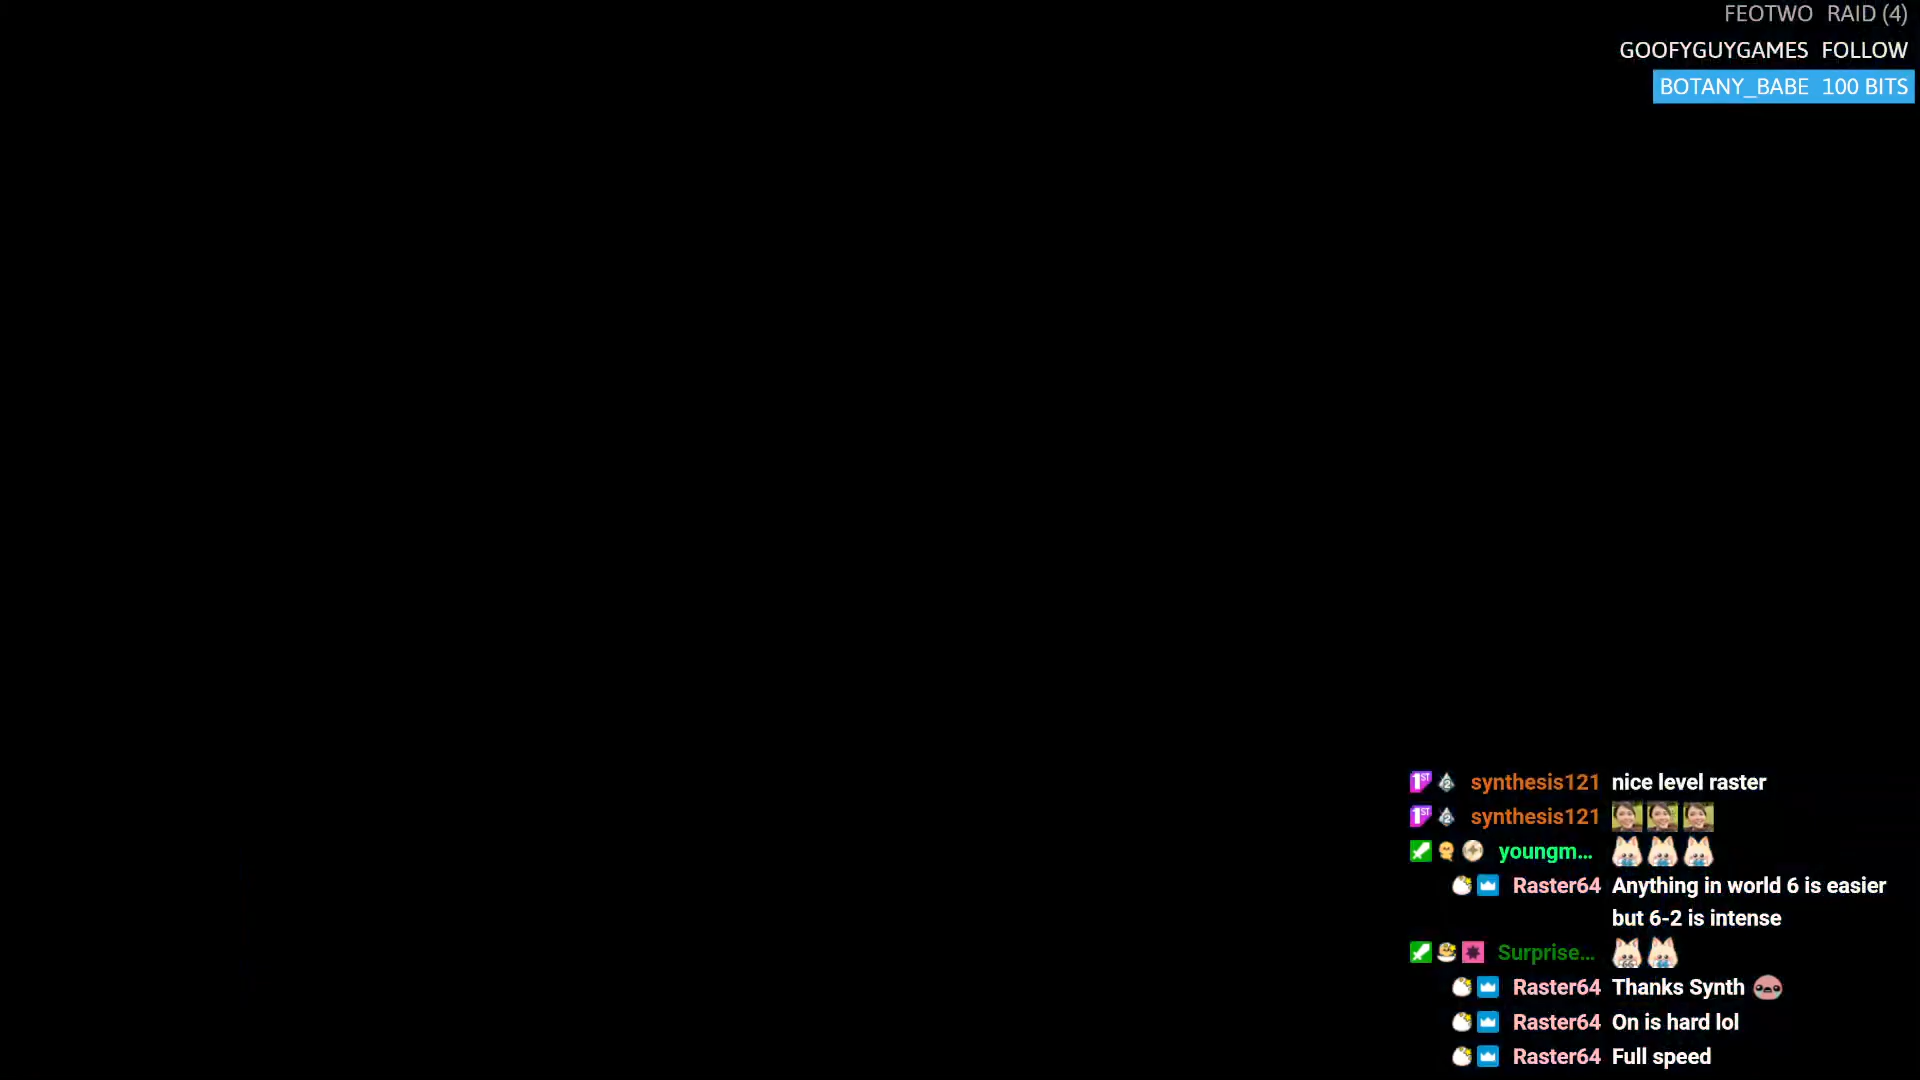 FEOTWO RAID (4)
GOOFYGUYGAMES FOLLOW
BOTANY_BABE 100 BITS
synthesis121 nice level raster
synthesis121
youngm...
Raster64 Anything in world 6 is easier
but 6-2 is intense
Surprise...
Raster64 Thanks Synth
Raster64 On is hard lol
Raster64 Full speed